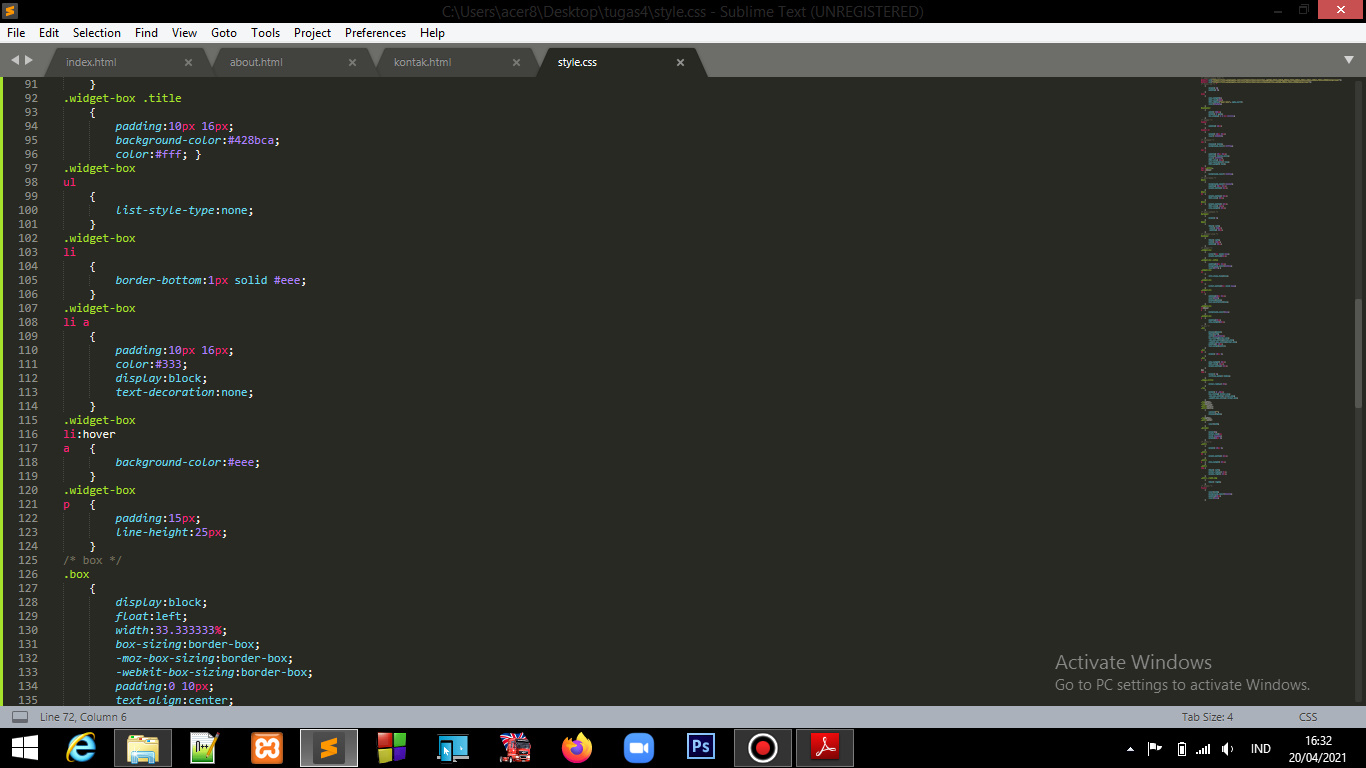 C:\Users\acer8\Desktop\tugas4\style.css - Sublime Text (UNREGISTERED)
File Edit Selection Find View Goto Tools Project Preferences Help
index.html about.html kontak.html style.css
91 }
92 .widget-box .title
93 {
94 padding:10px 16px;
95 background-color:#428bca;
96 color:#fff; }
97 .widget-box
98 ul
99 {
100 list-style-type:none;
101 }
102 .widget-box
103 li
104 {
105 border-bottom:1px solid #eee;
106 }
107 .widget-box
108 li a
109 {
110 padding:10px 16px;
111 color:#333;
112 display:block;
113 text-decoration:none;
114 }
115 .widget-box
116 li:hover
117 a {
118 background-color:#eee;
119 }
120 .widget-box
121 p {
122 padding:15px;
123 line-height:25px;
124 }
125 /* box */
126 .box
127 {
128 display:block;
129 float:left;
130 width:33.333333%;
131 box-sizing:border-box;
132 -moz-box-sizing:border-box;
133 -webkit-box-sizing:border-box;
134 padding:0 10px;
135 text-align:center;
Activate Windows
Go to PC settings to activate Windows.
Line 72, Column 6 Tab Size: 4 CSS
Ps IND 16:32
20/04/2021